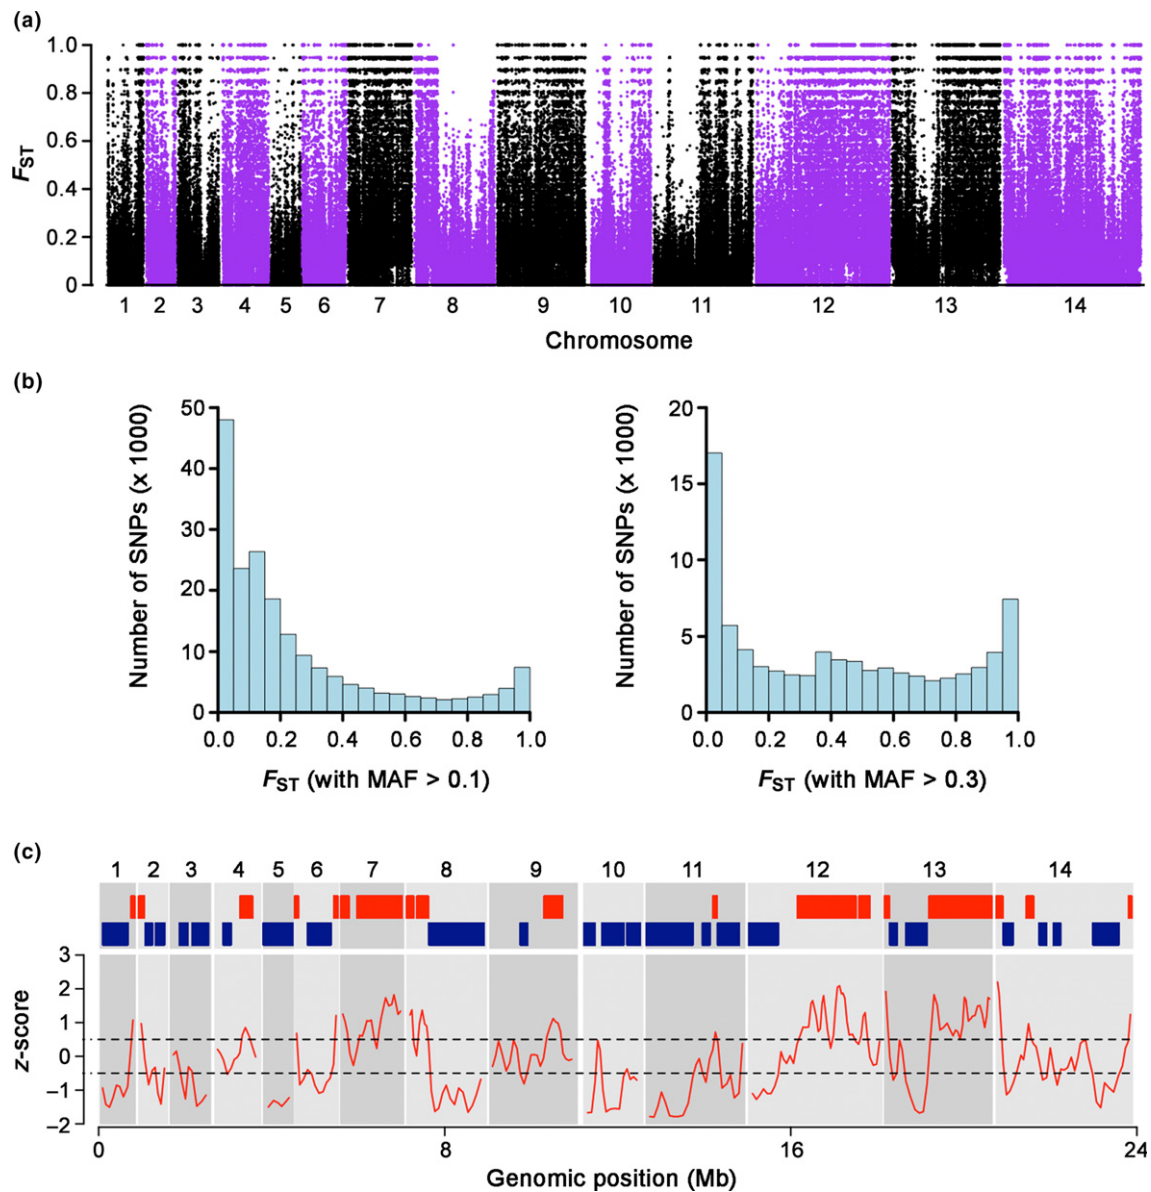 (a)
1.0
0.8
0.6
0.4
0.2
0
FST
1 2 3 4 5 6 7 8 9 10 11 12 13 14
Chromosome
(b)
50
40
30
20
10
0
Number of SNPs (x 1000)
0.0 0.2 0.4 0.6 0.8 1.0
FST (with MAF > 0.1)
20
15
10
5
0
Number of SNPs (x 1000)
0.0 0.2 0.4 0.6 0.8 1.0
FST (with MAF > 0.3)
(c)
1 2 3 4 5 6 7 8 9 10 11 12 13 14
3
2
1
0
−1
−2
z-score
0 8 16 24
Genomic position (Mb)